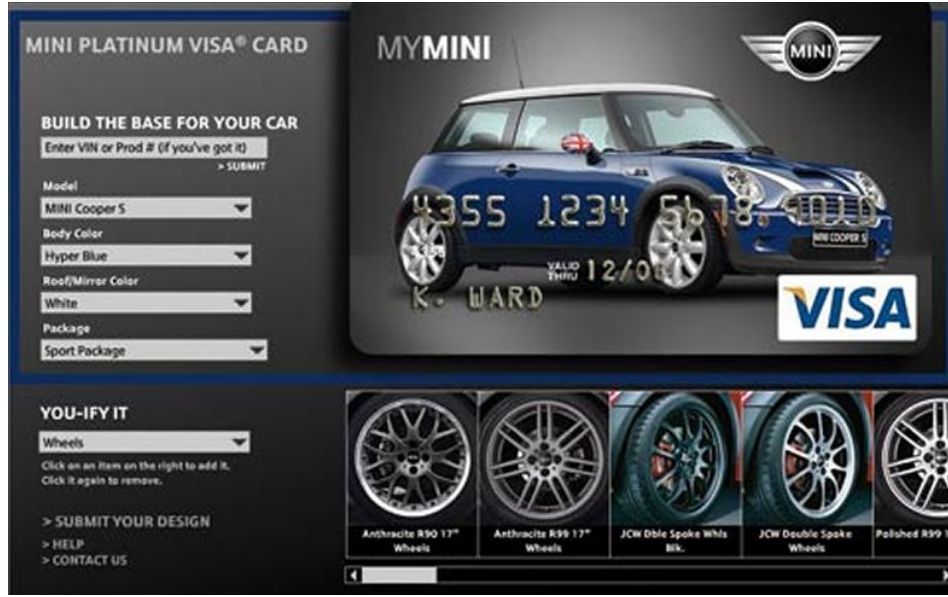 MINI PLATINUM VISA® CARD
MYMINI
MINI
BUILD THE BASE FOR YOUR CAR
Enter VIN or Prod # (if you've got it)
> SUBMIT
Model
MINI Cooper S
Body Color
Hyper Blue
Roof/Mirror Color
White
Package
Sport Package
4355 1234 5678 9010
MINI COOPER S
VALID
THRU
12/0
K. WARD
VISA
YOU-IFY IT
Wheels
Click on an item on the right to add it.
Click it again to remove.
> SUBMIT YOUR DESIGN
> HELP
> CONTACT US
Anthracite R90 17"
Wheels
Anthracite R99 17"
Wheels
JCW Dble Spoke Whls
Blk.
JCW Double Spoke
Wheels
Polished R99